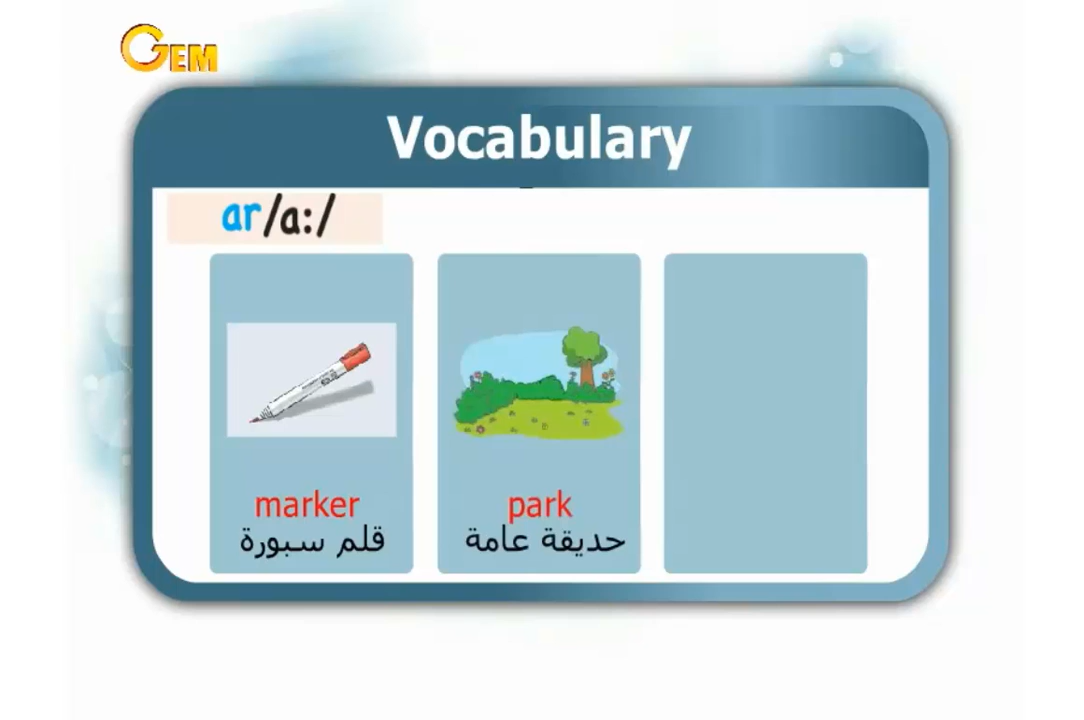 GEM
Vocabulary
ar/a:/
marker
قلم سبورة
park
حديقة عامة